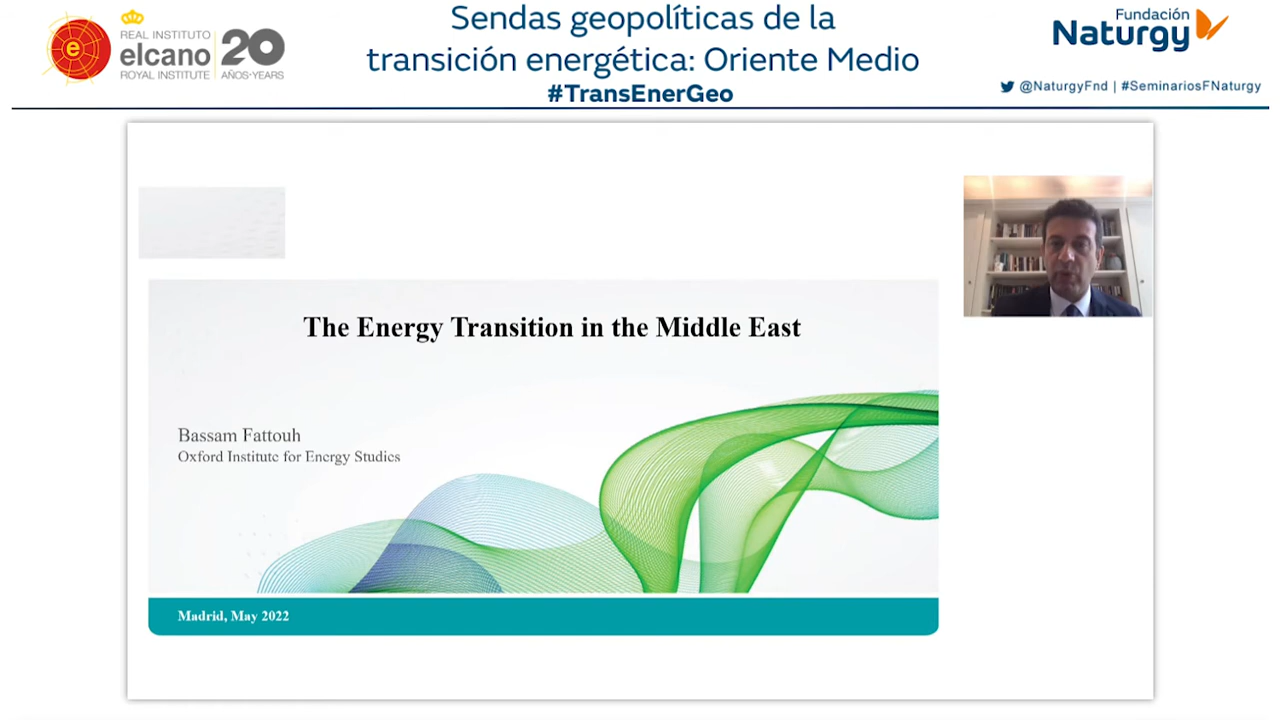 e
REAL INSTITUTO
elcano
ROYAL INSTITUTE
20
AÑOS·YEARS
Sendas geopolíticas de la
transición energética: Oriente Medio
#TransEnerGeo
Fundación
Naturgy
@NaturgyFnd | #SeminariosFNaturgy
The Energy Transition in the Middle East
Bassam Fattouh
Oxford Institute for Energy Studies
Madrid, May 2022